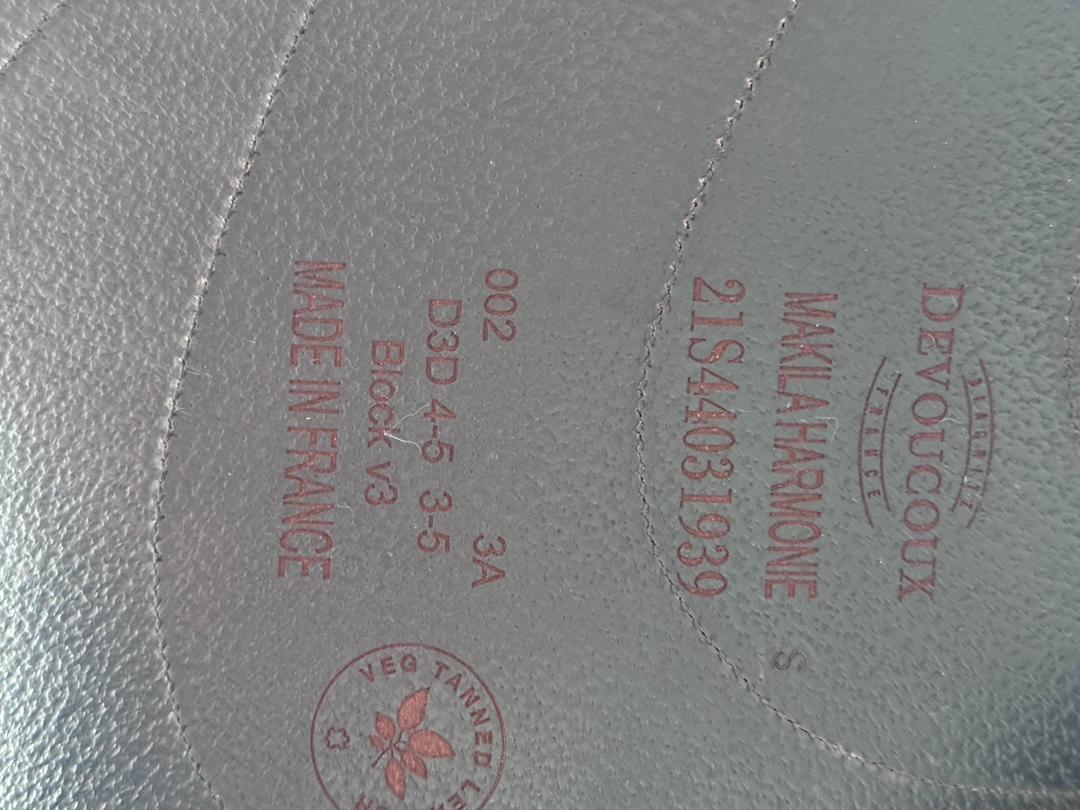 BIARRITZ
DEVOUCOUX
FRANCE
MAKILA HARMONIE
S
21S44031939
002 3A
D3D 4-5 3-5
Block v3
MADE IN FRANCE
VEG TANNED